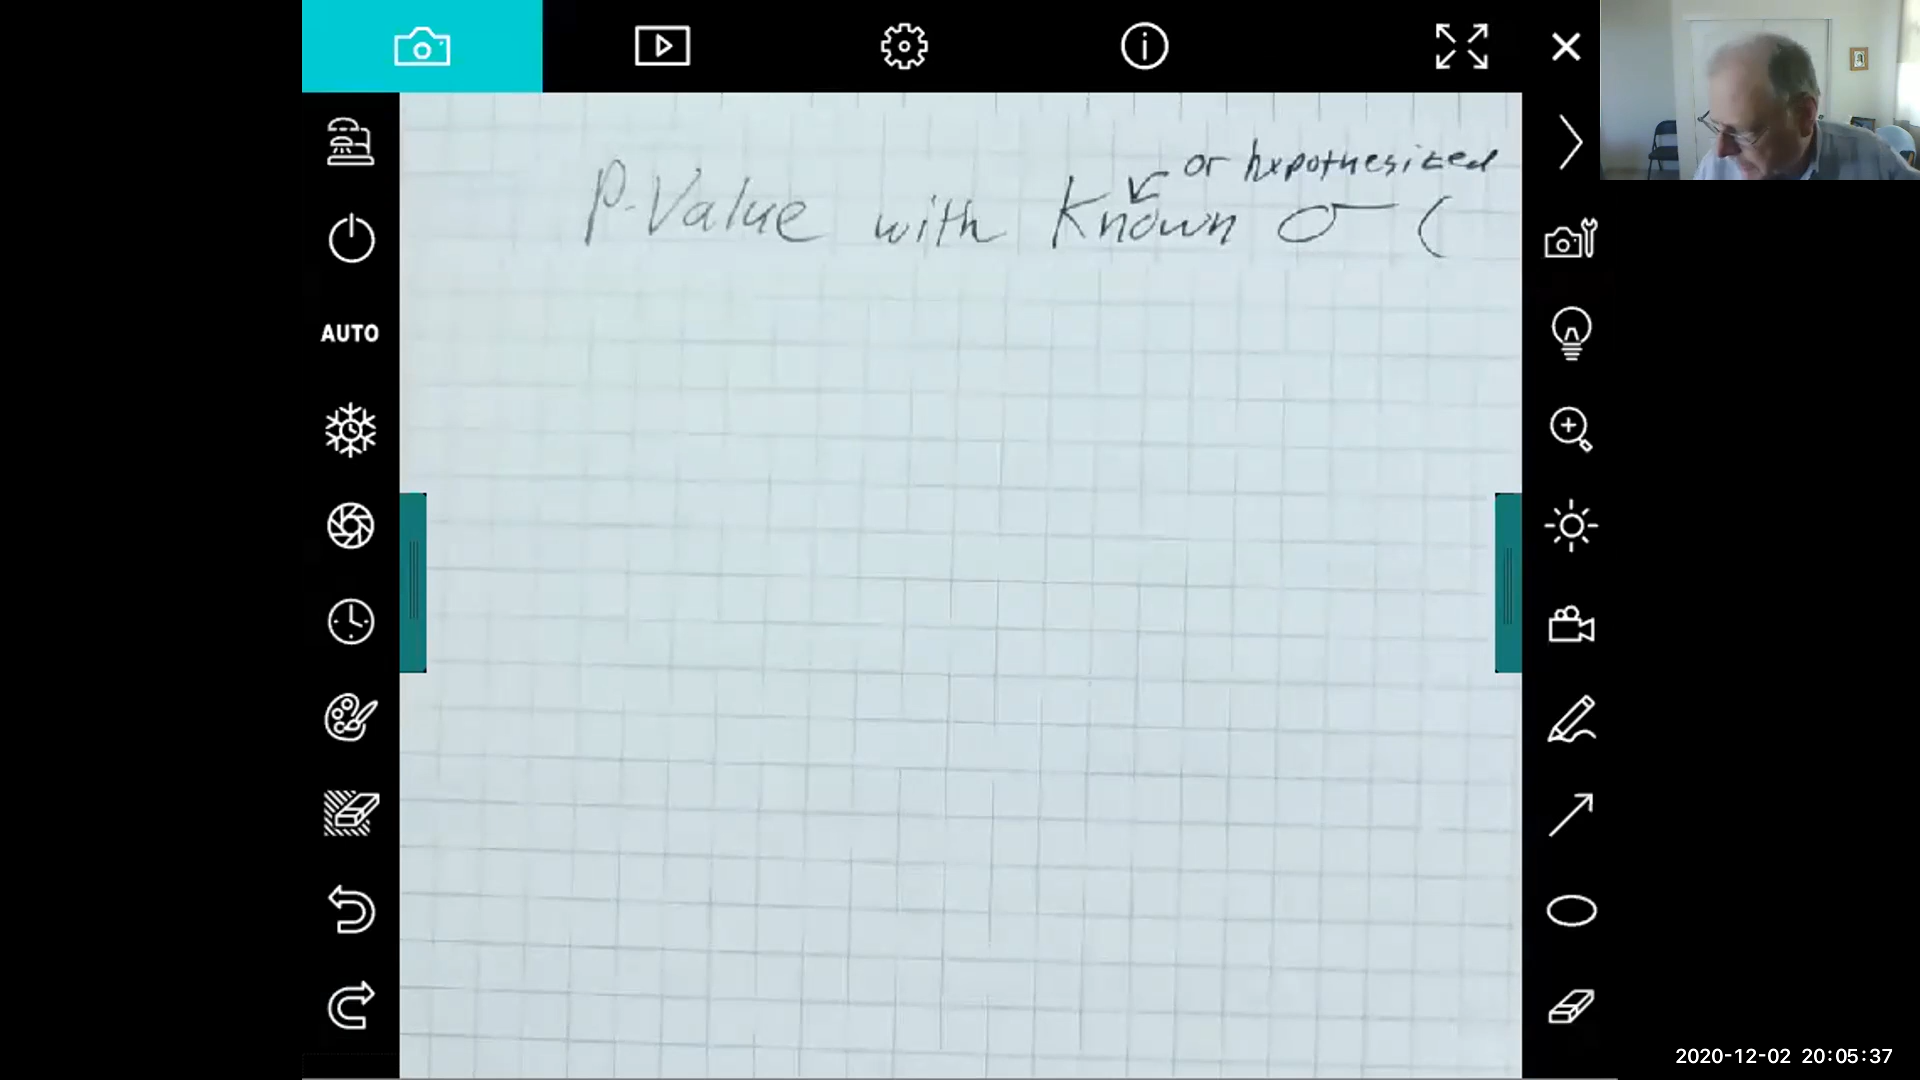 or hypothesized
P-Value with Known σ (
AUTO
2020-12-02 20:05:37